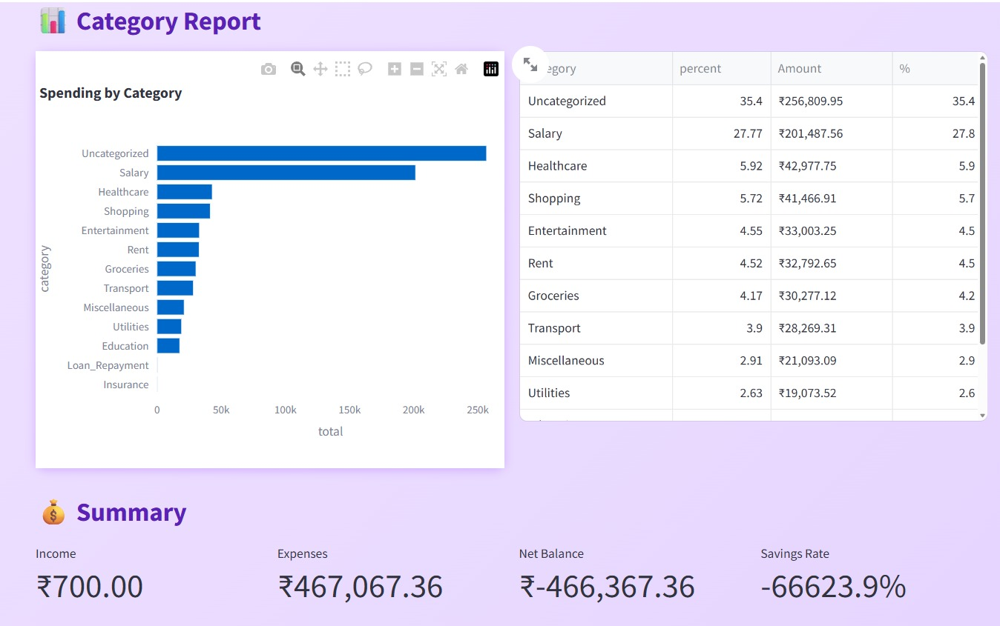 Category Report
Spending by Category
Uncategorized
Salary
Healthcare
Shopping
Entertainment
Rent
Groceries
Transport
Miscellaneous
Utilities
Education
Loan_Repayment
Insurance
category
0 50k 100k 150k 200k 250k
total
egory percent Amount %
Uncategorized 35.4 ₹256,809.95 35.4
Salary 27.77 ₹201,487.56 27.8
Healthcare 5.92 ₹42,977.75 5.9
Shopping 5.72 ₹41,466.91 5.7
Entertainment 4.55 ₹33,003.25 4.5
Rent 4.52 ₹32,792.65 4.5
Groceries 4.17 ₹30,277.12 4.2
Transport 3.9 ₹28,269.31 3.9
Miscellaneous 2.91 ₹21,093.09 2.9
Utilities 2.63 ₹19,073.52 2.6
Summary
Income Expenses Net Balance Savings Rate
₹700.00 ₹467,067.36 ₹-466,367.36 -66623.9%